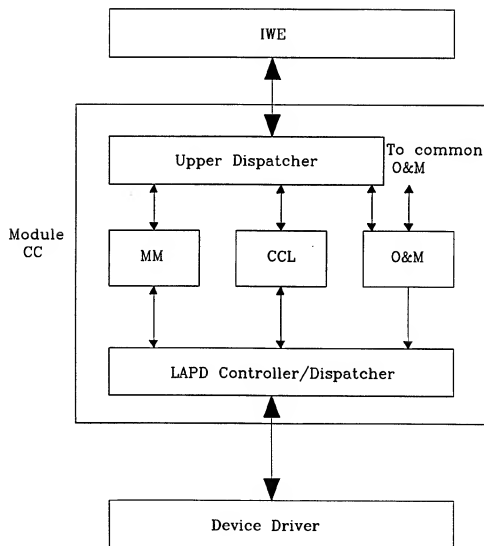 IWE
Upper Dispatcher
To common
O&M
Module
CC
MM
CCL
O&M
LAPD Controller/Dispatcher
Device Driver